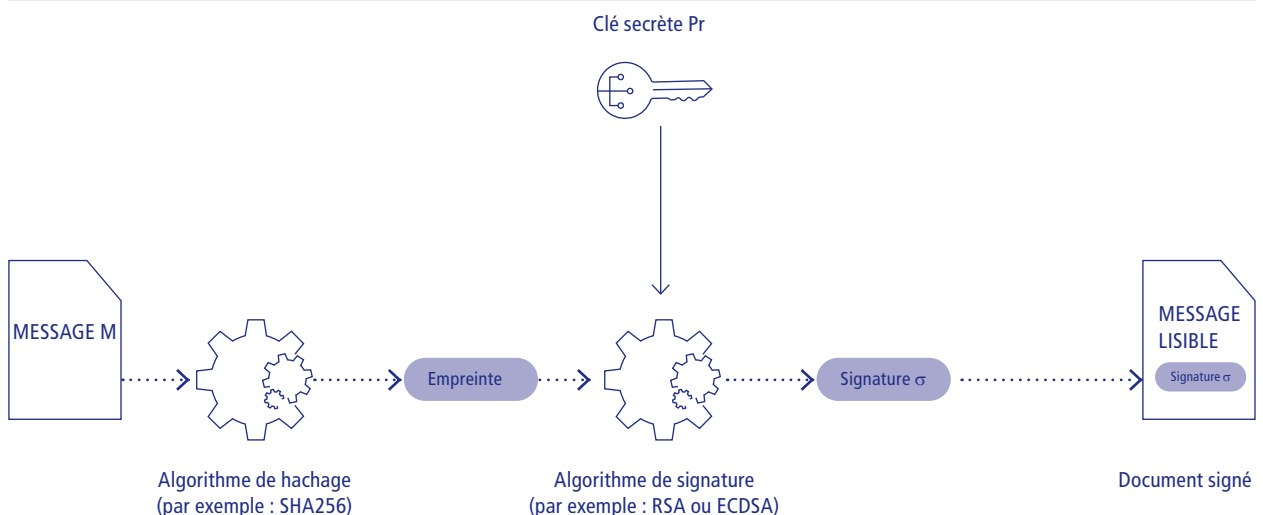 Clé secrète Pr
MESSAGE M
Empreinte
Signature σ
MESSAGE
LISIBLE
Signature σ
Algorithme de hachage
(par exemple : SHA256)
Algorithme de signature
(par exemple : RSA ou ECDSA)
Document signé